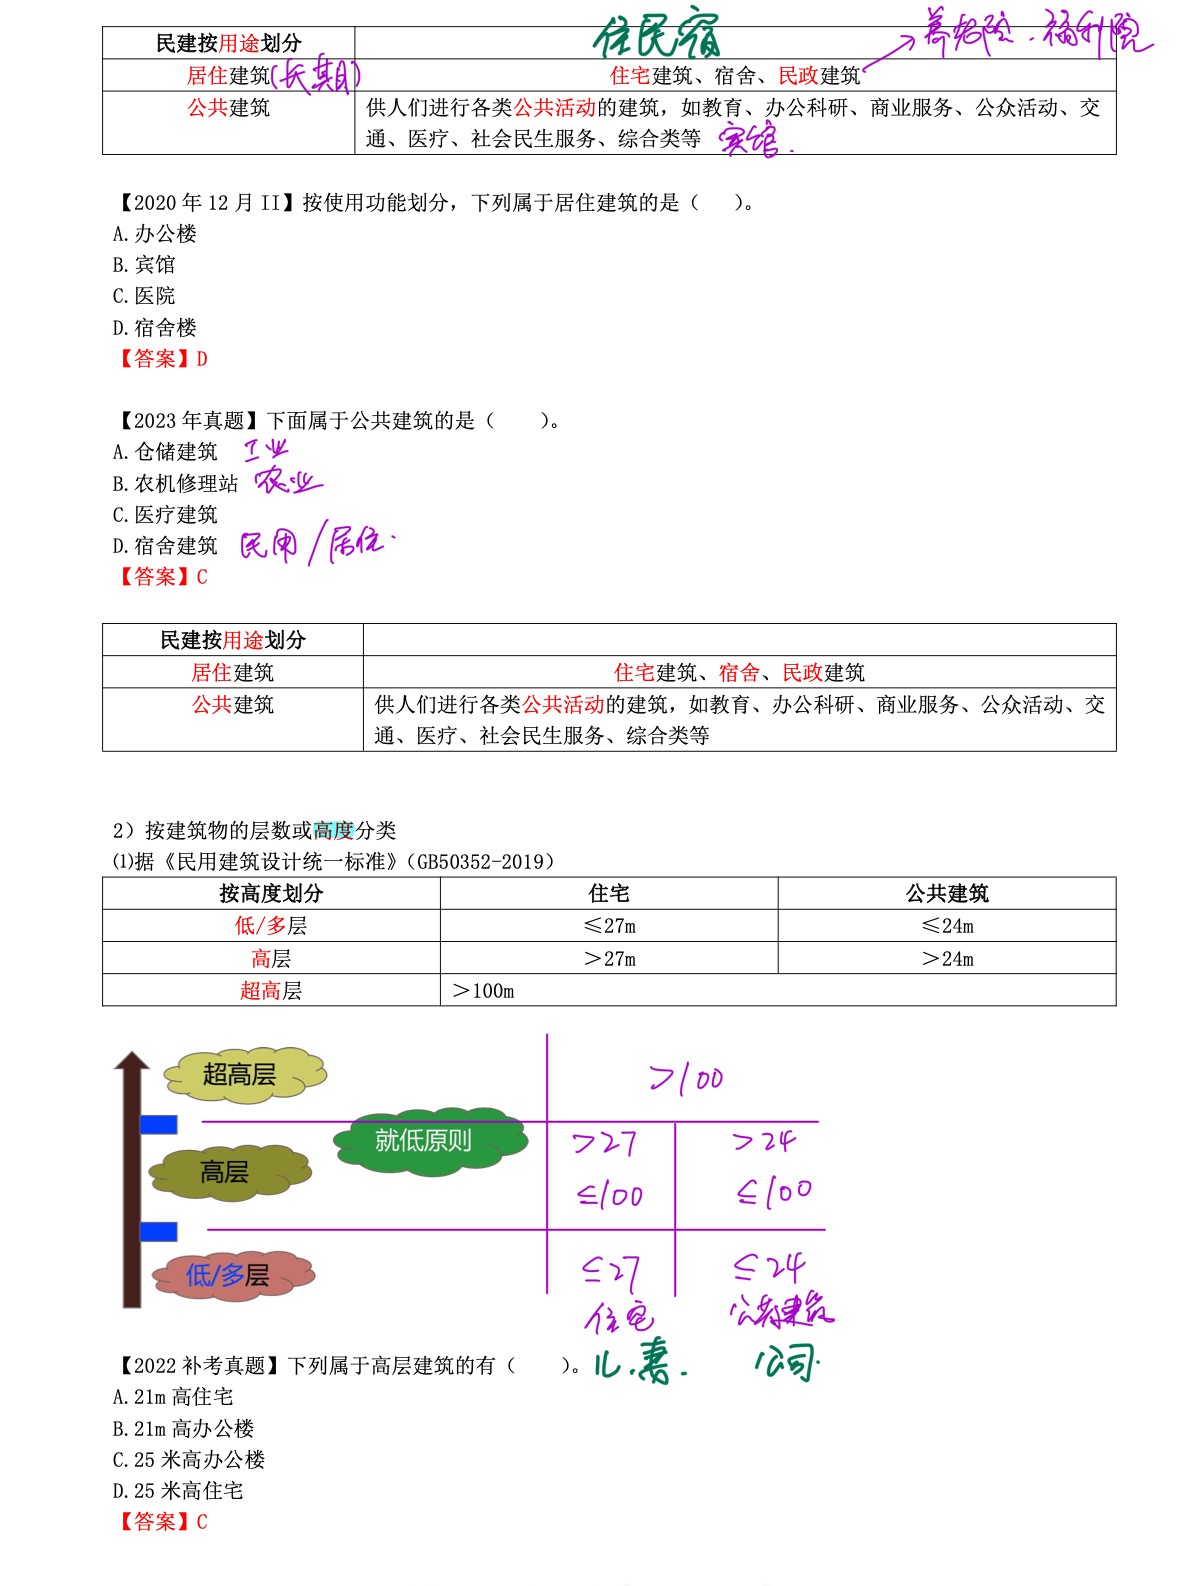 住民宿
养老院.福利院
民建按用途划分
居住建筑(长期) 住宅建筑、宿舍、民政建筑
公共建筑 供人们进行各类公共活动的建筑，如教育、办公科研、商业服务、公众活动、交
通、医疗、社会民生服务、综合类等 宾馆.
【2020 年 12 月 II】按使用功能划分，下列属于居住建筑的是（ ）。
A.办公楼
B.宾馆
C.医院
D.宿舍楼
【答案】D
【2023 年真题】下面属于公共建筑的是（ ）。
A.仓储建筑 工业
B.农机修理站 农业
C.医疗建筑
D.宿舍建筑 民用/居住.
【答案】C
民建按用途划分
居住建筑 住宅建筑、宿舍、民政建筑
公共建筑 供人们进行各类公共活动的建筑，如教育、办公科研、商业服务、公众活动、交
通、医疗、社会民生服务、综合类等
2）按建筑物的层数或高度分类
⑴据《民用建筑设计统一标准》（GB50352-2019）
按高度划分 住宅 公共建筑
低/多层 ≤27m ≤24m
高层 ＞27m ＞24m
超高层 ＞100m
超高层 >100
就低原则 >27 >24
高层 ≤100 ≤100
低/多层 ≤27 ≤24
住宅 公共建筑
【2022 补考真题】下列属于高层建筑的有（ ）。儿.妻. 公司.
A.21m 高住宅
B.21m 高办公楼
C.25 米高办公楼
D.25 米高住宅
【答案】C